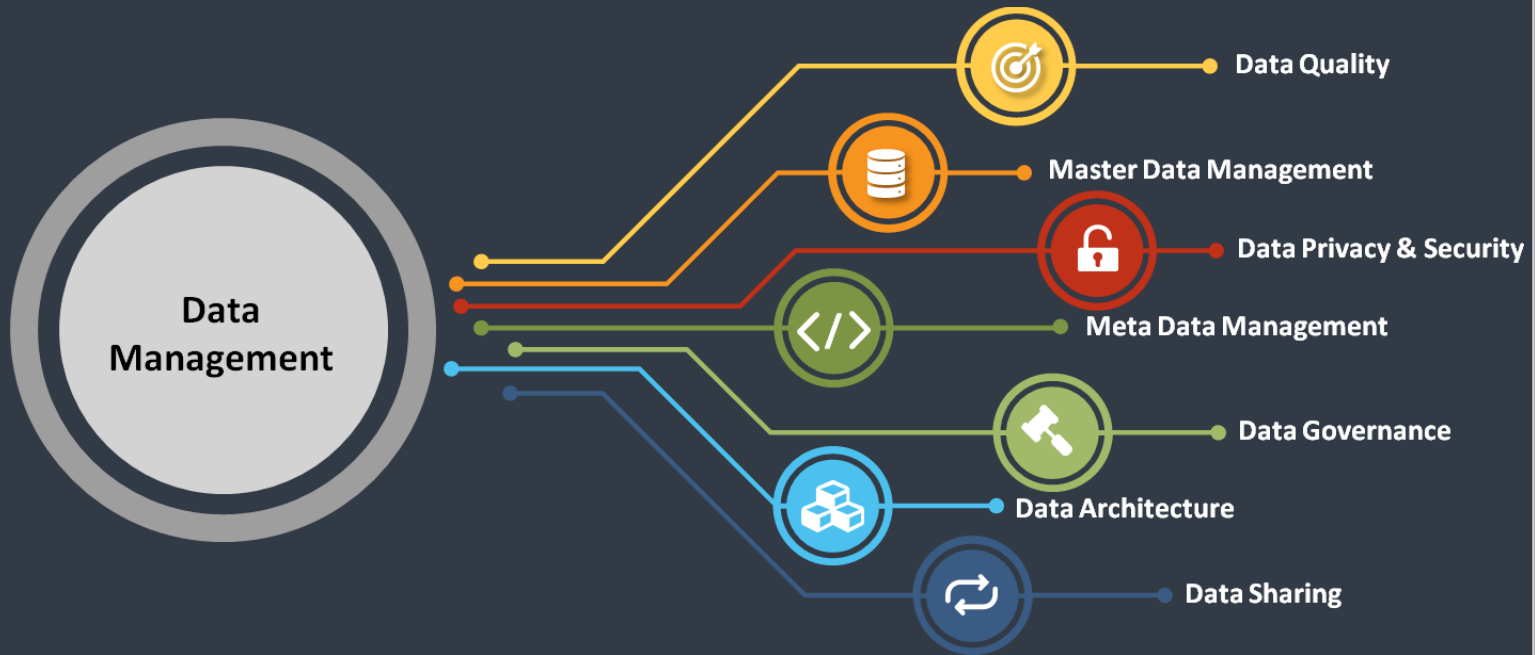 Data
Management
Data Quality
Master Data Management
Data Privacy & Security
Meta Data Management
Data Governance
Data Architecture
Data Sharing